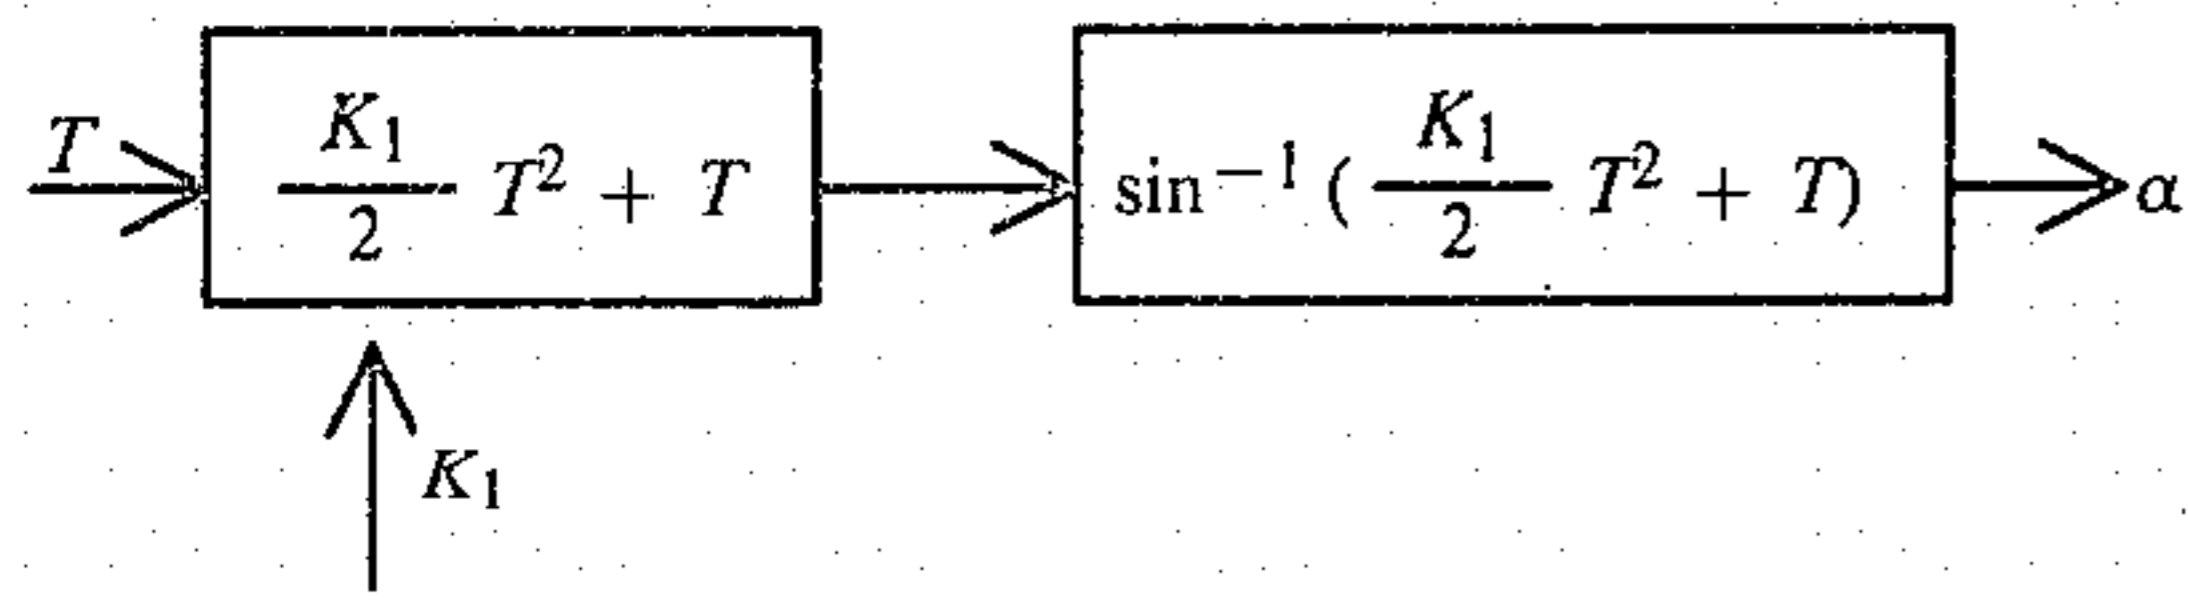 T
K₁/2 T² + T
sin⁻¹ (K₁/2 T² + T)
α
K₁